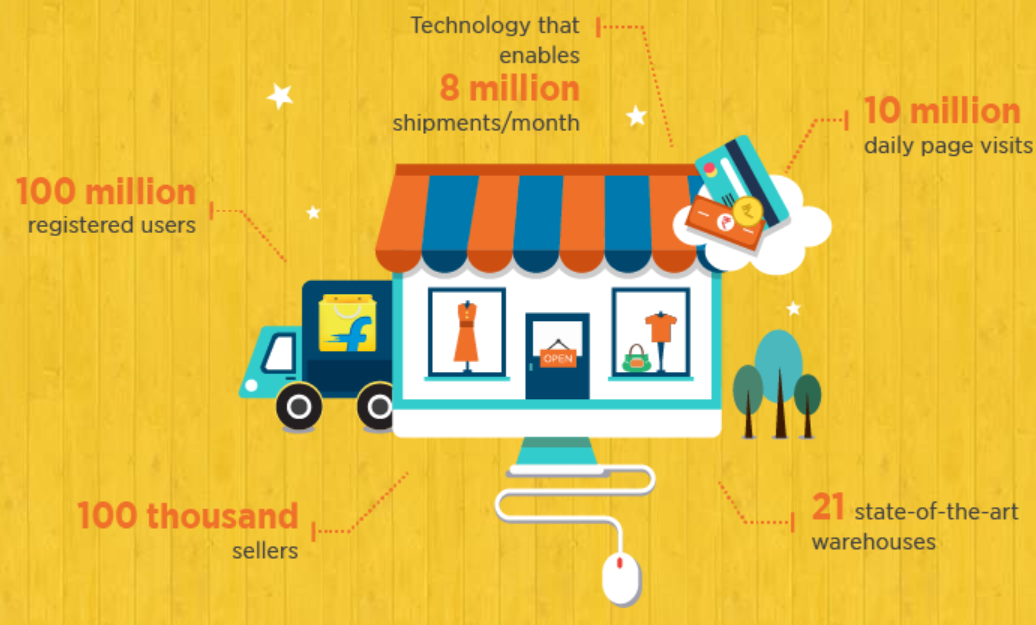 Technology that
enables
8 million
shipments/month
10 million
daily page visits
100 million
registered users
OPEN
100 thousand
sellers
21 state-of-the-art
warehouses